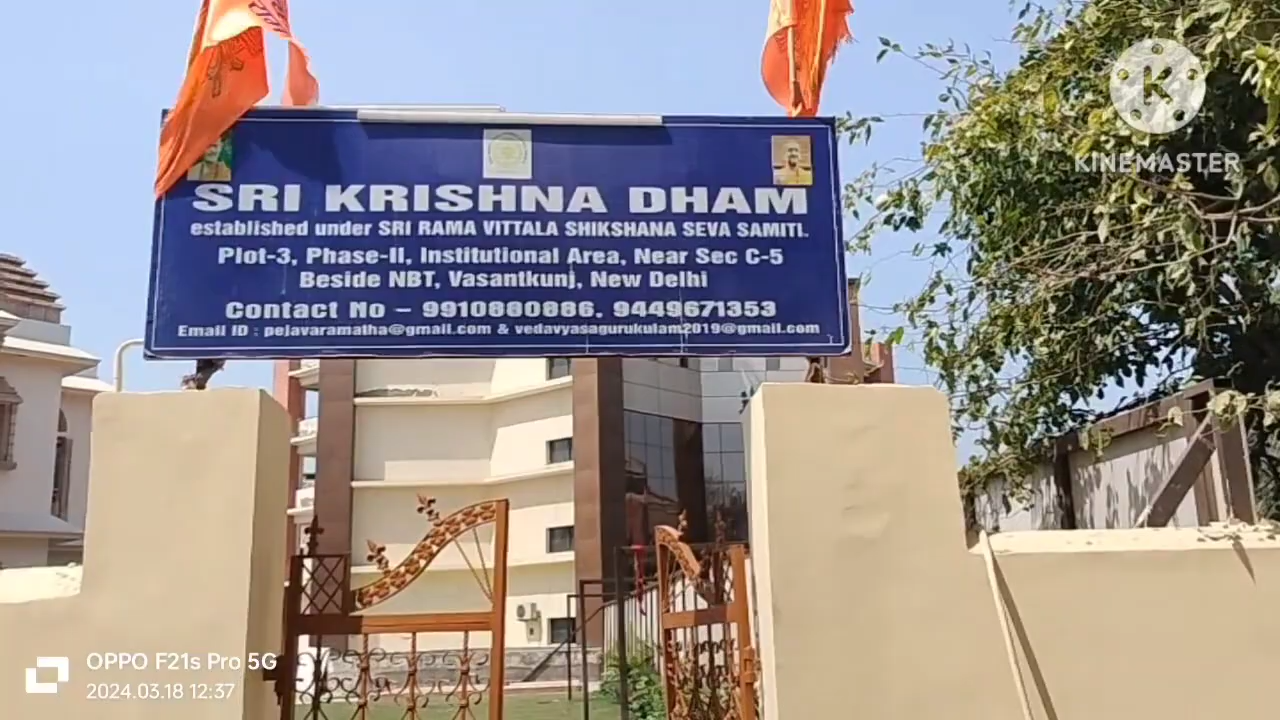 KINEMASTER
SRI KRISHNA DHAM
established under SRI RAMA VITTALA SHIKSHANA SEVA SAMITI.
Plot-3, Phase-II, Institutional Area, Near Sec C-5
Beside NBT, Vasantkunj, New Delhi
Contact No – 9910880886. 9449671353
Email ID : pejavaramatha@gmail.com & vedavyasagurukulam2019@gmail.com
OPPO F21s Pro 5G
2024.03.18 12:37